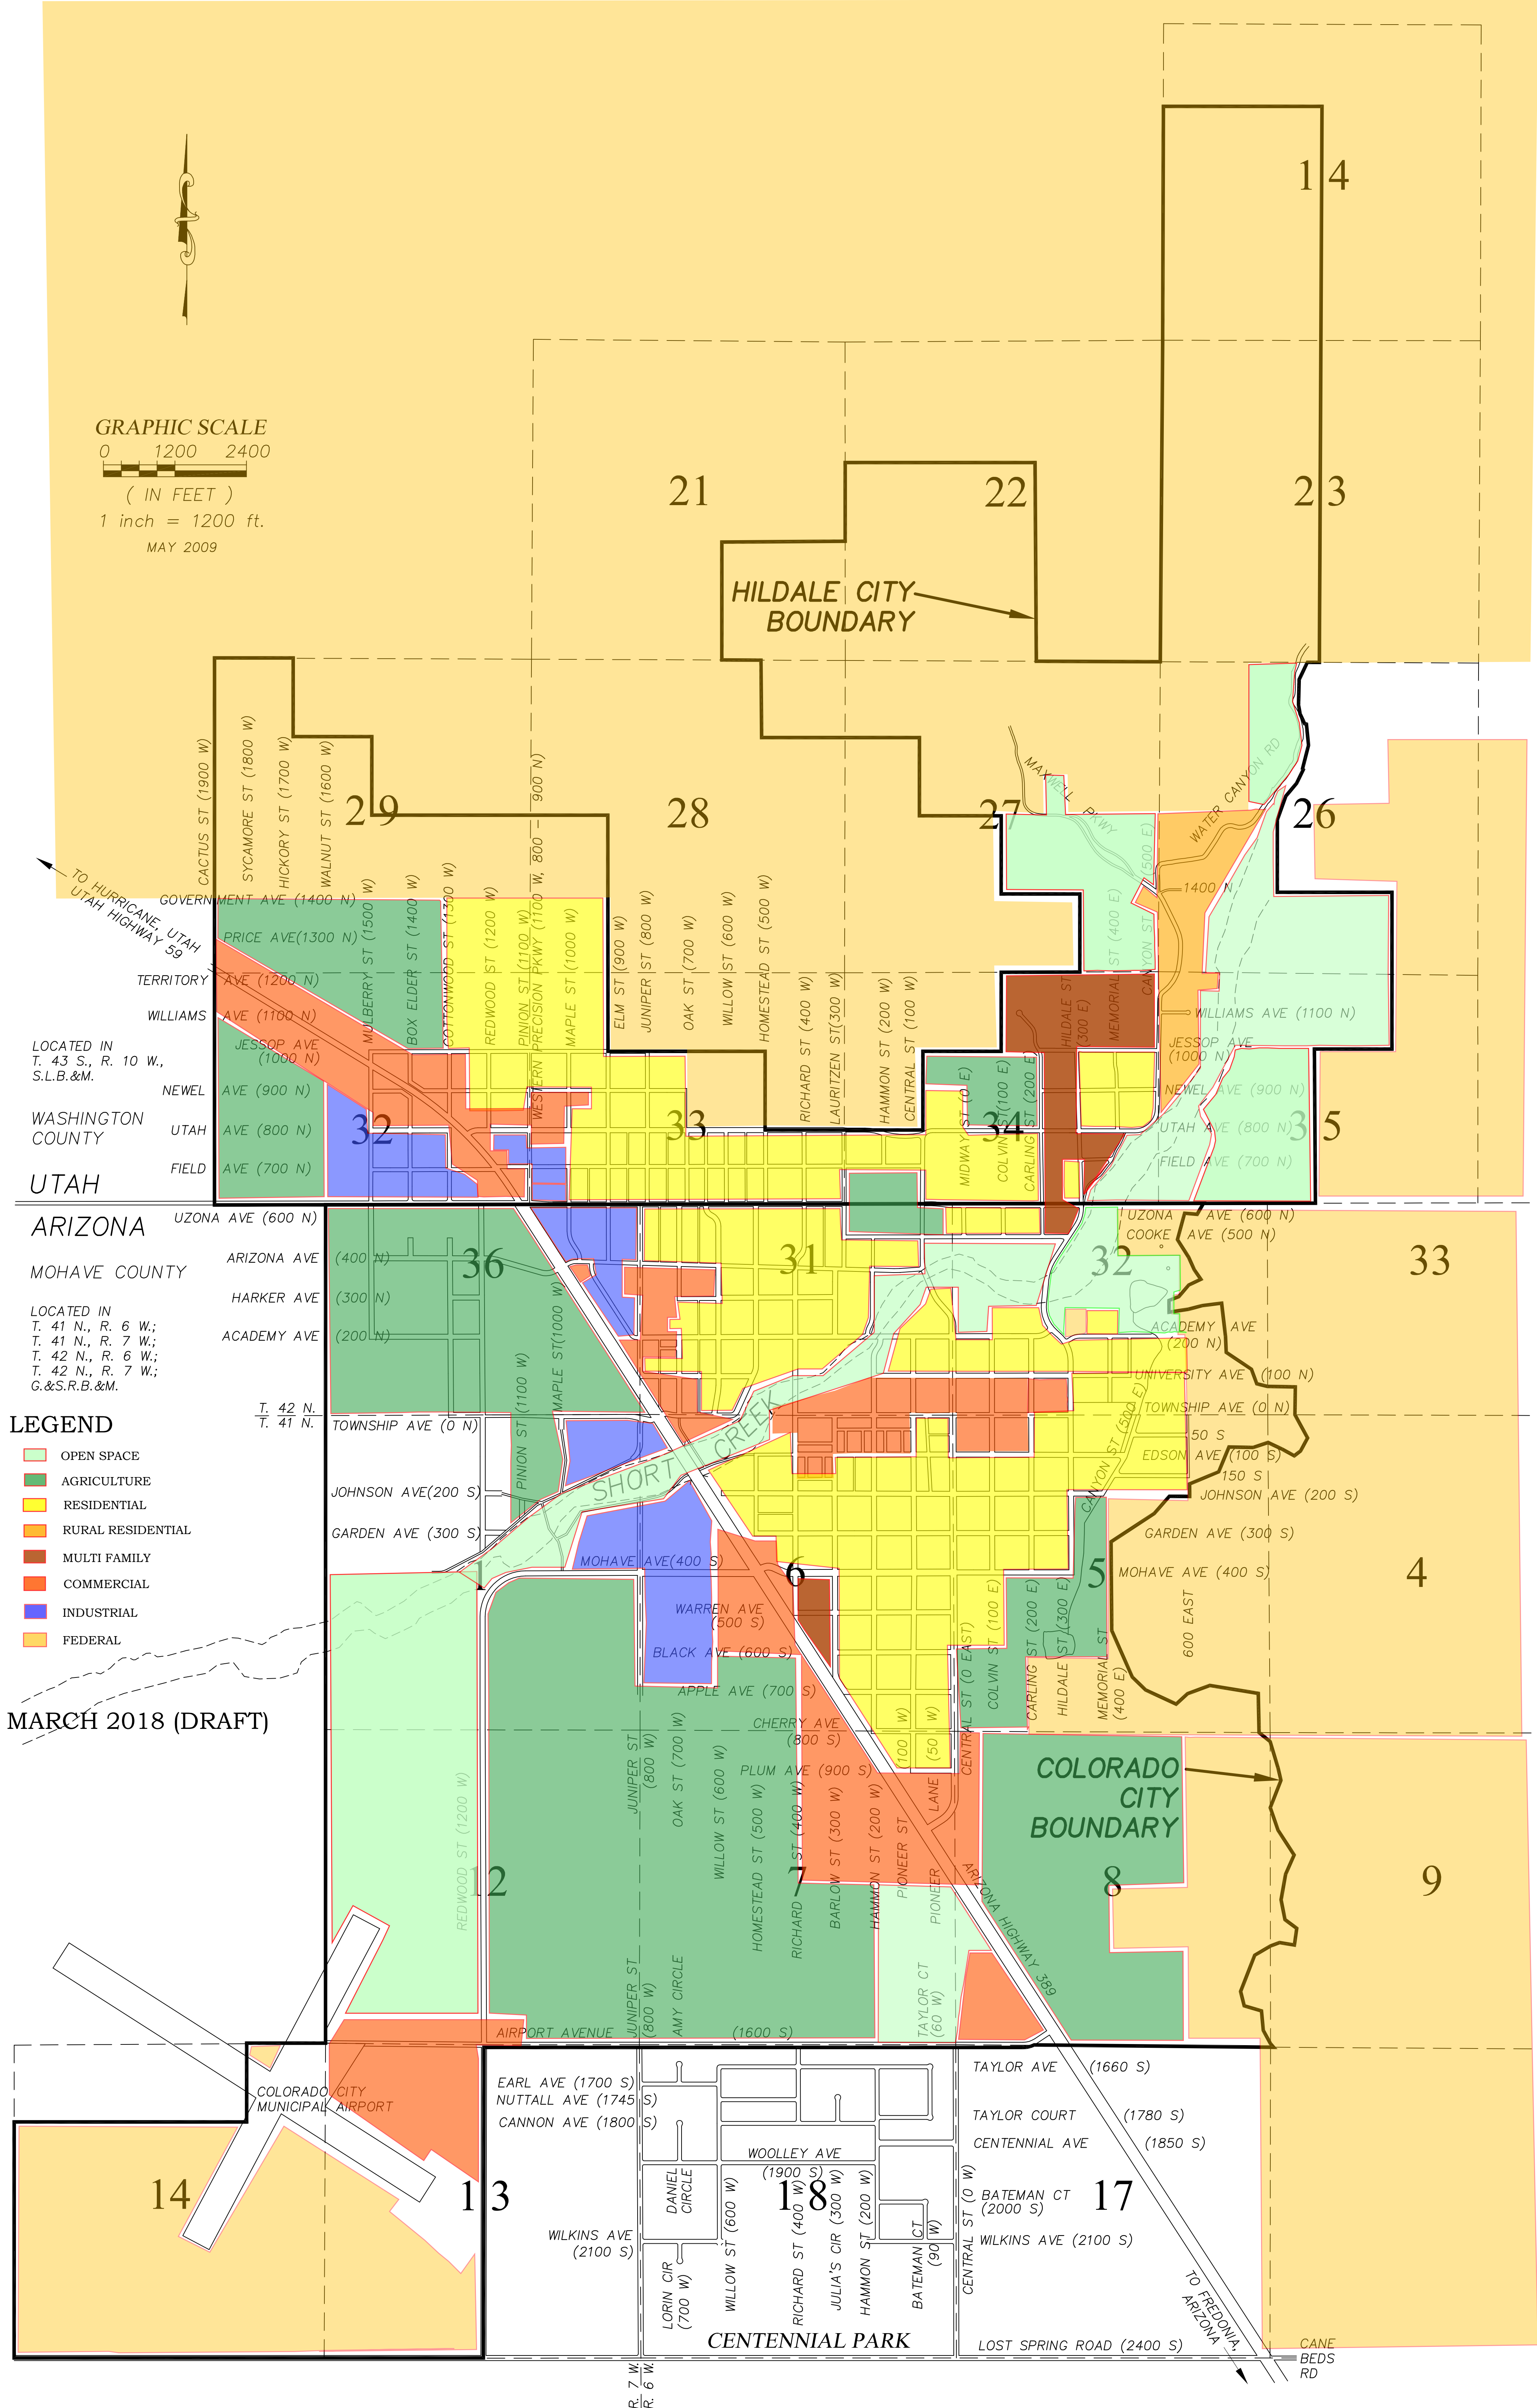 14
GRAPHIC SCALE
0 1200 2400
( IN FEET )
1 inch = 1200 ft.
MAY 2009
21
22
23
HILDALE CITY
BOUNDARY
CACTUS ST (1900 W)
SYCAMORE ST (1800 W)
HICKORY ST (1700 W)
WALNUT ST (1600 W)
29
28
27
26
MAXWELL PKWY
WATER CANYON RD
TO HURRICANE, UTAH
UTAH HIGHWAY 59
GOVERNMENT AVE (1400 N)
PRICE AVE(1300 N)
TERRITORY AVE (1200 N)
WILLIAMS AVE (1100 N)
JESSOP AVE
(1000 N)
NEWEL AVE (900 N)
UTAH AVE (800 N)
FIELD AVE (700 N)
MULBERRY ST (1500 W)
BOX ELDER ST (1400 W)
COTTONWOOD ST (1300 W)
REDWOOD ST (1200 W)
PINION ST (1100 W)
WESTERN PRECISION PKWY (1100 W, 800 - 900 N)
MAPLE ST (1000 W)
ELM ST (900 W)
JUNIPER ST (800 W)
OAK ST (700 W)
WILLOW ST (600 W)
HOMESTEAD ST (500 W)
RICHARD ST (400 W)
LAURITZEN ST(300 W)
HAMMON ST (200 W)
CENTRAL ST (100 W)
MIDWAY ST (0 E)
COLVIN ST(100 E)
CARLING ST (200 E)
HILDALE ST
(300 E)
MEMORIAL ST (400 E)
CANYON ST (500 E)
1400 N
WILLIAMS AVE (1100 N)
JESSOP AVE
(1000 N)
NEWEL AVE (900 N)
UTAH AVE (800 N)
FIELD AVE (700 N)
32
33
34
35
LOCATED IN
T. 43 S., R. 10 W.,
S.L.B.&M.
WASHINGTON
COUNTY
UTAH
ARIZONA
MOHAVE COUNTY
LOCATED IN
T. 41 N., R. 6 W.;
T. 41 N., R. 7 W.;
T. 42 N., R. 6 W.;
T. 42 N., R. 7 W.;
G.&S.R.B.&M.
UZONA AVE (600 N)
ARIZONA AVE (400 N)
HARKER AVE (300 N)
ACADEMY AVE (200 N)
T. 42 N.
T. 41 N.
TOWNSHIP AVE (0 N)
36
31
32
33
UZONA AVE (600 N)
COOKE AVE (500 N)
ACADEMY AVE
(200 N)
UNIVERSITY AVE (100 N)
TOWNSHIP AVE (0 N)
50 S
EDSON AVE (100 S)
150 S
JOHNSON AVE (200 S)
GARDEN AVE (300 S)
MOHAVE AVE (400 S)
CANYON ST (500 E)
PINION ST (1100 W)
MAPLE ST(1000 W)
SHORT CREEK
JOHNSON AVE(200 S)
GARDEN AVE (300 S)
MOHAVE AVE(400 S)
WARREN AVE
(500 S)
BLACK AVE (600 S)
APPLE AVE (700 S)
CHERRY AVE
(800 S)
PLUM AVE (900 S)
1
6
5
4
LEGEND
OPEN SPACE
AGRICULTURE
RESIDENTIAL
RURAL RESIDENTIAL
MULTI FAMILY
COMMERCIAL
INDUSTRIAL
FEDERAL
MARCH 2018 (DRAFT)
CENTRAL ST (0 EAST)
COLVIN ST (100 E)
CARLING ST (200 E)
HILDALE ST (300 E)
MEMORIAL ST
(400 E)
600 EAST
REDWOOD ST (1200 W)
JUNIPER ST
(800 W)
OAK ST (700 W)
WILLOW ST (600 W)
HOMESTEAD ST (500 W)
RICHARD ST (400 W)
BARLOW ST (300 W)
HAMMON ST (200 W)
PIONEER ST (100 W)
PIONEER LANE (50 W)
COLORADO
CITY
BOUNDARY
ARIZONA HIGHWAY 389
12
7
8
9
JUNIPER ST
(800 W)
AMY CIRCLE
TAYLOR CT
(60 W)
AIRPORT AVENUE (1600 S)
COLORADO CITY
MUNICIPAL AIRPORT
EARL AVE (1700 S)
NUTTALL AVE (1745 S)
CANNON AVE (1800 S)
TAYLOR AVE (1660 S)
TAYLOR COURT (1780 S)
CENTENNIAL AVE (1850 S)
WOOLLEY AVE
(1900 S)
BATEMAN CT
(2000 S)
WILKINS AVE (2100 S)
14
13
18
17
DANIEL
CIRCLE
WILKINS AVE
(2100 S)
LORIN CIR
(700 W)
WILLOW ST (600 W)
RICHARD ST (400 W)
JULIA'S CIR (300 W)
HAMMON ST (200 W)
BATEMAN CT
(90 W)
CENTRAL ST (0 W)
CENTENNIAL PARK
LOST SPRING ROAD (2400 S)
TO FREDONIA,
ARIZONA
CANE
BEDS
RD
R. 7 W.
R. 6 W.